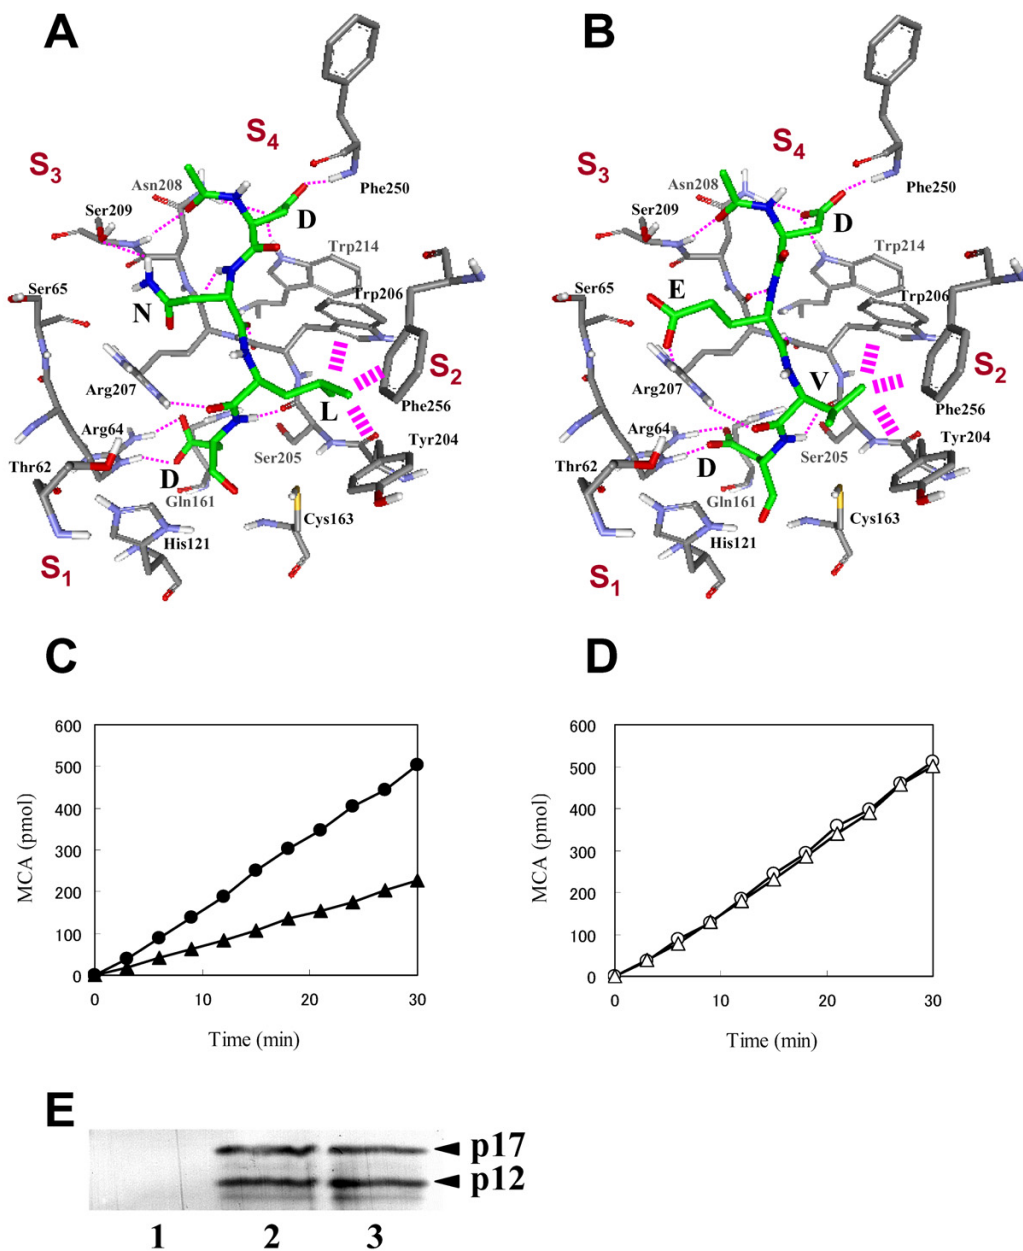 A
S4
S3
Asn208
Phe250
D
Ser209
Trp214
Ser65
N
Trp206
S2
Arg207
L
Phe256
Arg64
Tyr204
Thr62
D
Ser205
Gln161
Cys163
His121
S1
B
S4
S3
Asn208
Phe250
D
Ser209
Trp214
E
Ser65
Trp206
S2
Arg207
V
Phe256
Arg64
Tyr204
Thr62
D
Ser205
Gln161
Cys163
His121
S1
C
600
500
400
300
200
100
0
MCA (pmol)
0 10 20 30
Time (min)
D
600
500
400
300
200
100
0
MCA (pmol)
0 10 20 30
Time (min)
E
p17
p12
1 2 3